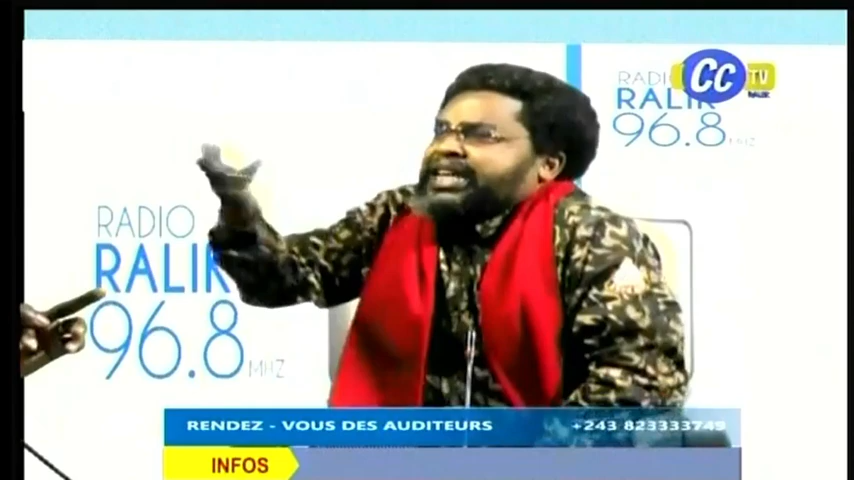 RADIO
RALIK
96.8 MHZ
CC TV
RALIK
RADIO
RALIK
96.8 MHZ
RENDEZ - VOUS DES AUDITEURS +243 823333749
INFOS